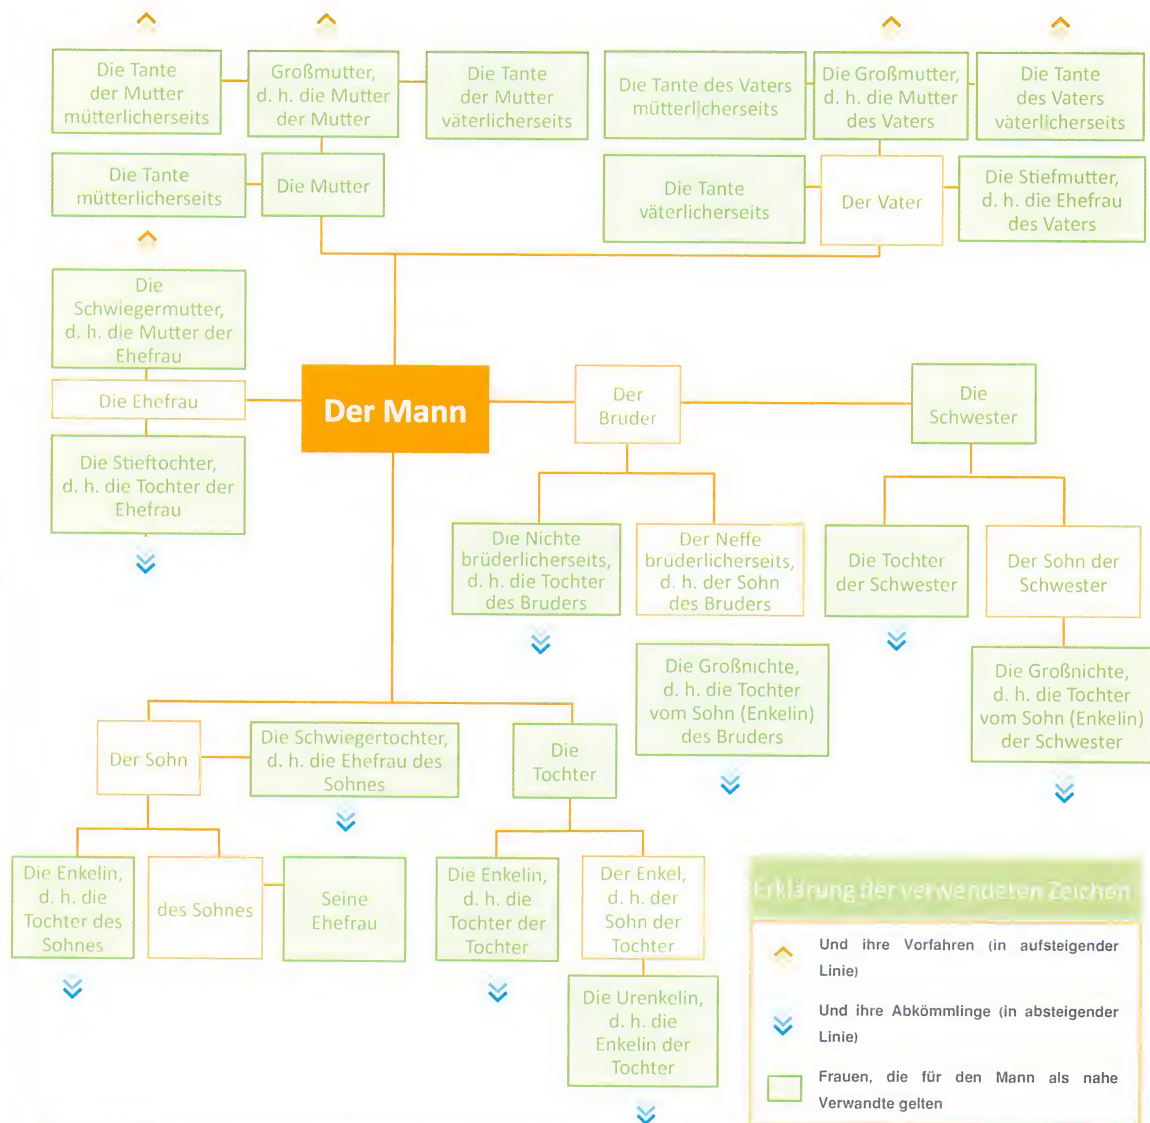 Die Tante
der Mutter
mütterlicherseits
Großmutter,
d. h. die Mutter
der Mutter
Die Tante
der Mutter
väterlicherseits
Die Tante des Vaters
mütterlicherseits
Die Großmutter,
d. h. die Mutter
des Vaters
Die Tante
des Vaters
väterlicherseits
Die Tante
mütterlicherseits
Die Mutter
Die Tante
väterlicherseits
Der Vater
Die Stiefmutter,
d. h. die Ehefrau
des Vaters
Die
Schwiegermutter,
d. h. die Mutter der
Ehefrau
Die Ehefrau
Die Stieftochter,
d. h. die Tochter der
Ehefrau
Der Mann
Der
Bruder
Die
Schwester
Die Nichte
brüderlicherseits,
d. h. die Tochter
des Bruders
Der Neffe
brüderlicherseits,
d. h. der Sohn
des Bruders
Die Tochter
der Schwester
Der Sohn der
Schwester
Die Großnichte,
d. h. die Tochter
vom Sohn (Enkelin)
des Bruders
Die Großnichte,
d. h. die Tochter
vom Sohn (Enkelin)
der Schwester
Der Sohn
Die Schwiegertochter,
d. h. die Ehefrau des
Sohnes
Die
Tochter
Die Enkelin,
d. h. die
Tochter des
Sohnes
des Sohnes
Seine
Ehefrau
Die Enkelin,
d. h. die
Tochter der
Tochter
Der Enkel,
d. h. der
Sohn der
Tochter
Die Urenkelin,
d. h. die
Enkelin der
Tochter
Erklärung der verwendeten Zeichen
Und ihre Vorfahren (in aufsteigender
Linie)
Und ihre Abkömmlinge (in absteigender
Linie)
Frauen, die für den Mann als nahe
Verwandte gelten